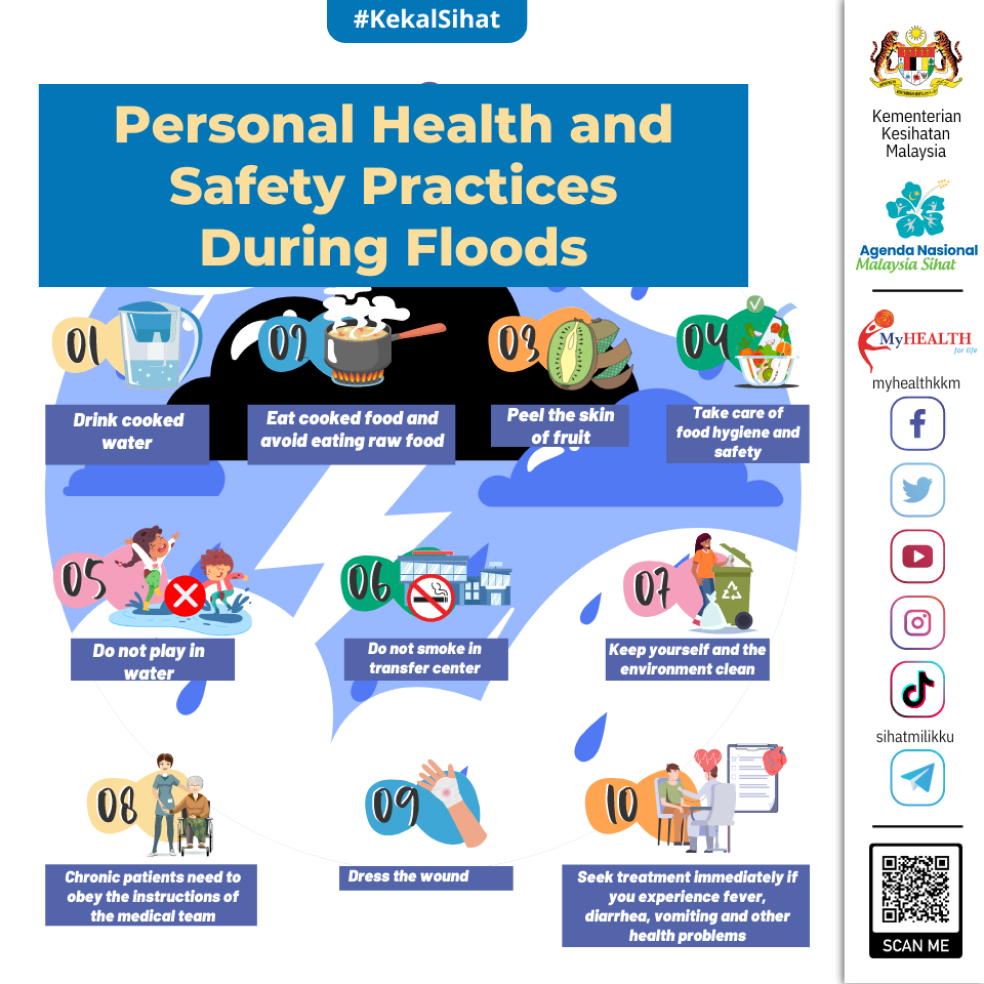 #KekalSihat
Personal Health and
Safety Practices
During Floods
01
Drink cooked
water
02
Eat cooked food and
avoid eating raw food
03
Peel the skin
of fruit
04
Take care of
food hygiene and
safety
05
Do not play in
water
06
Do not smoke in
transfer center
07
Keep yourself and the
environment clean
08
Chronic patients need to
obey the instructions of
the medical team
09
Dress the wound
10
Seek treatment immediately if
you experience fever,
diarrhea, vomiting and other
health problems
Kementerian
Kesihatan
Malaysia
Agenda Nasional
Malaysia Sihat
MyHEALTH
for life
myhealthkkm
sihatmilikku
SCAN ME